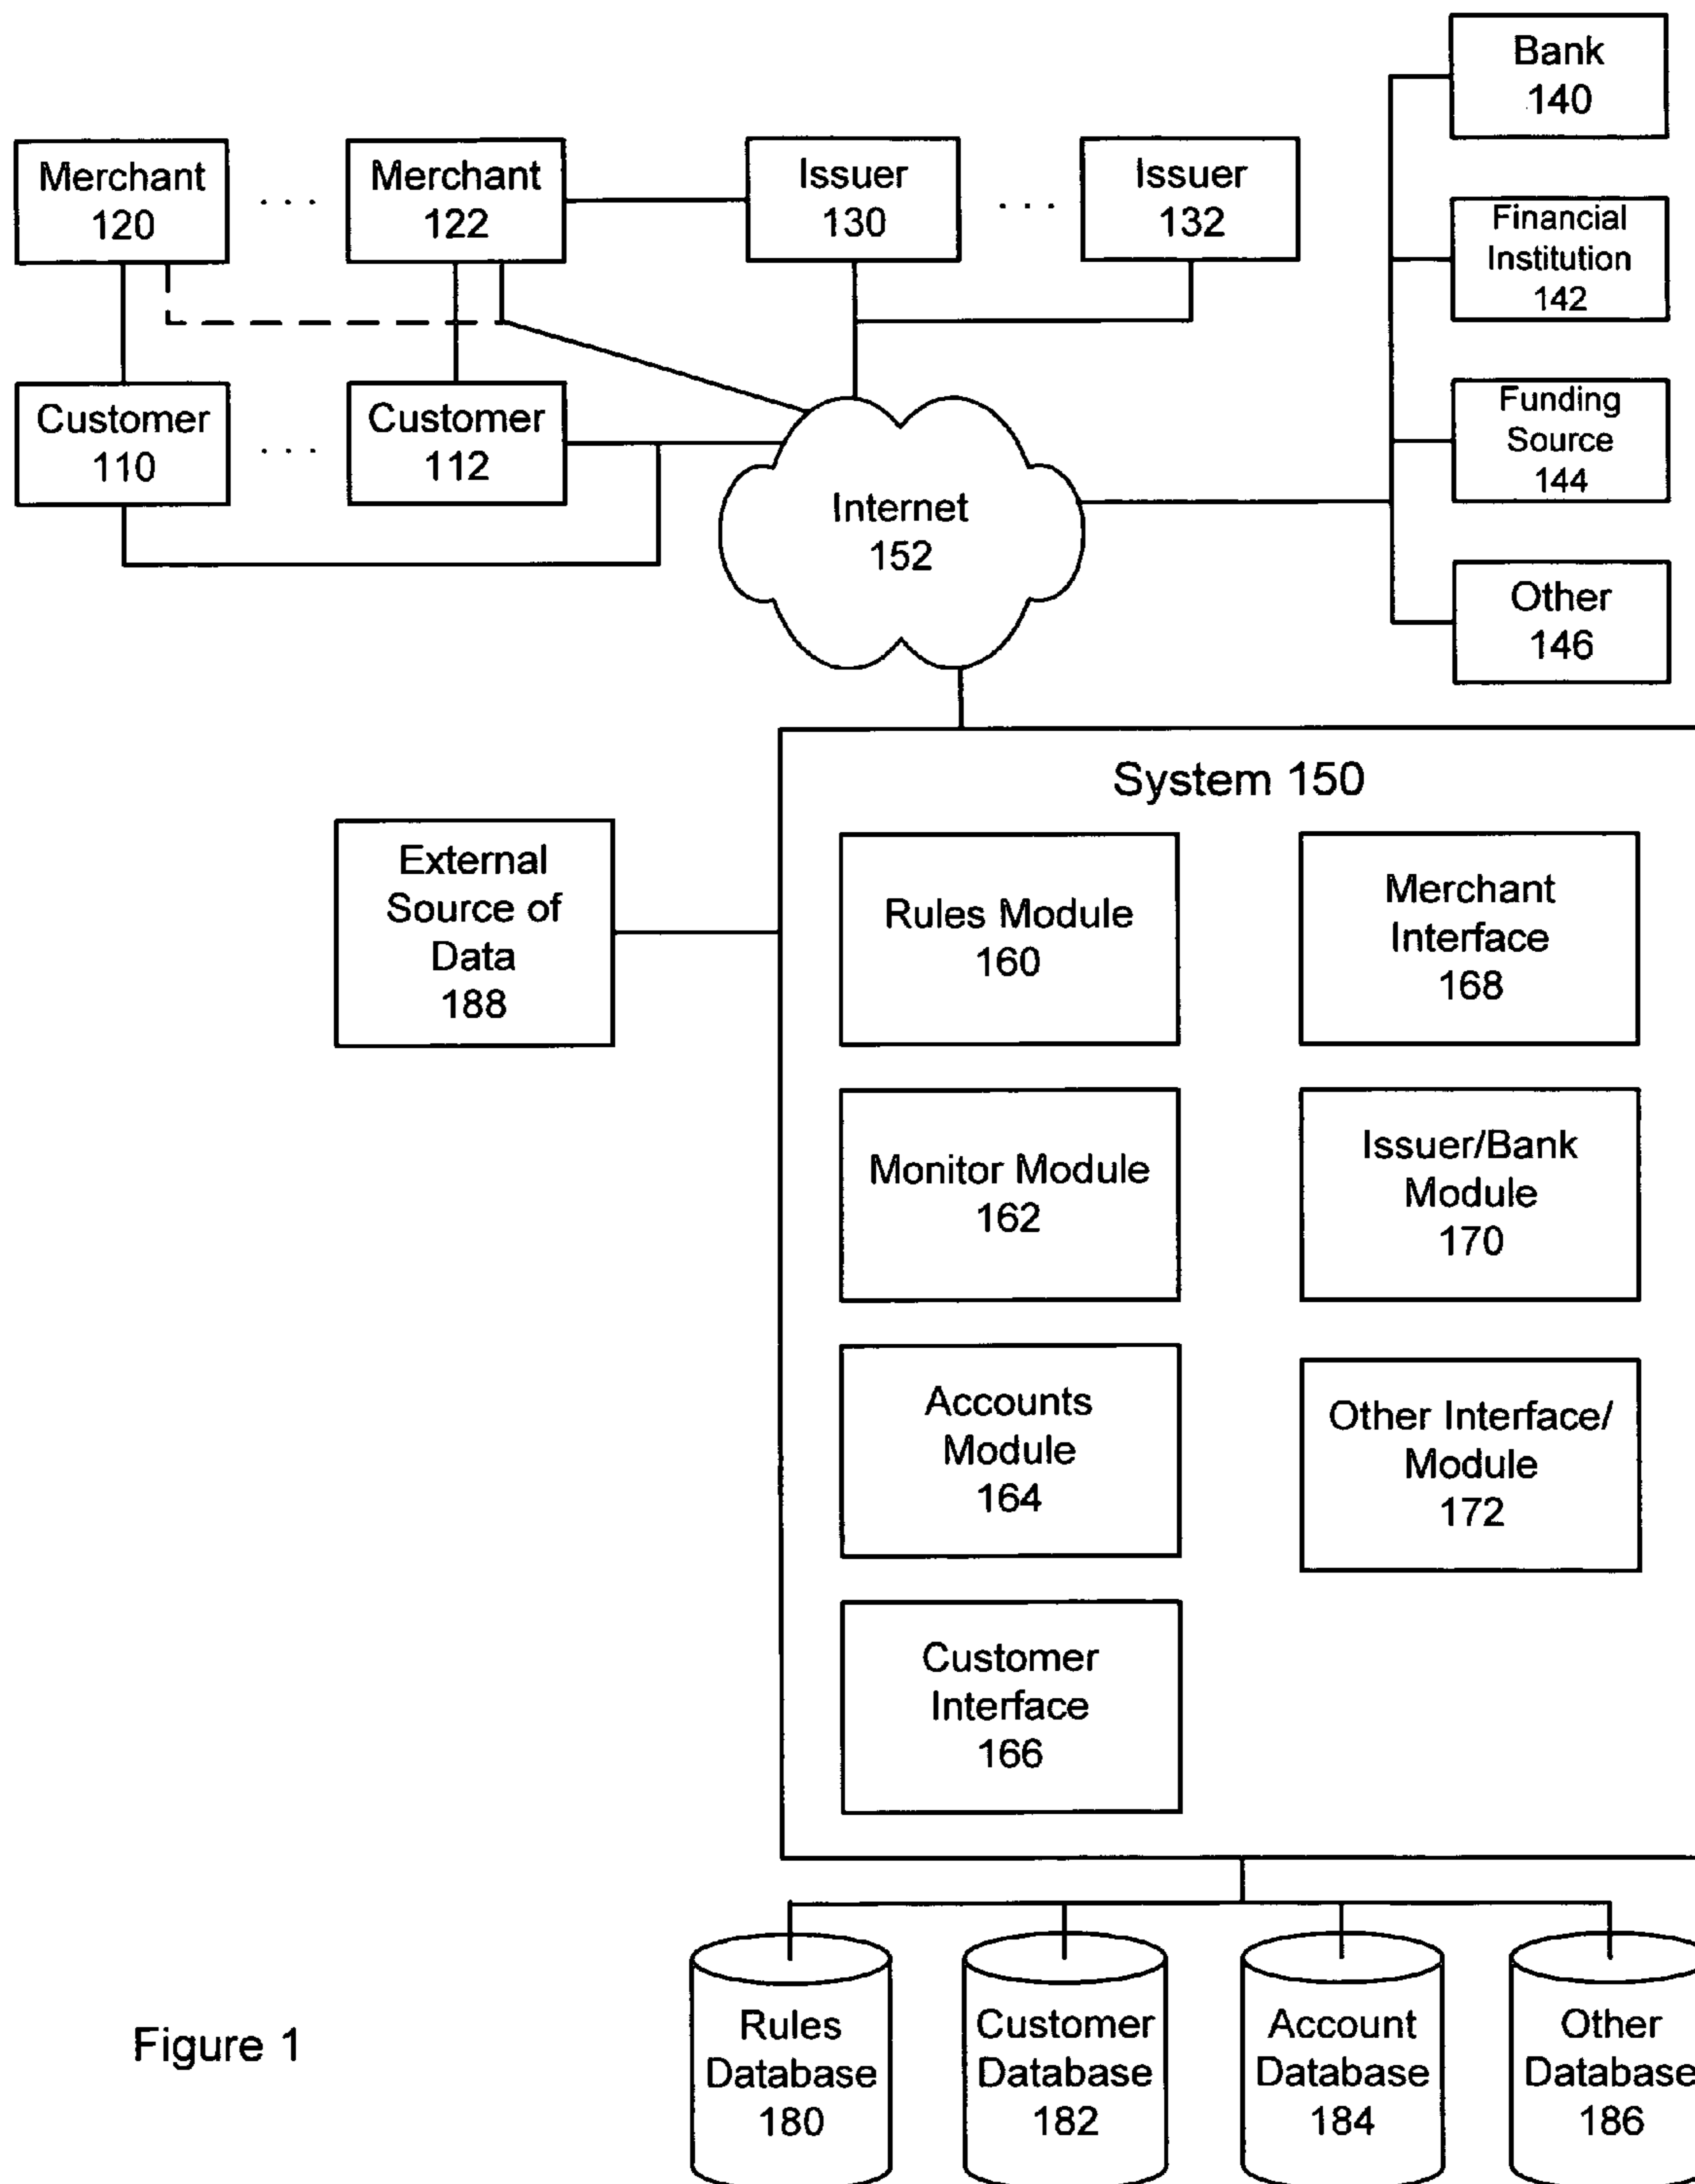 Bank
140
Merchant
120
. . .
Merchant
122
Issuer
130
. . .
Issuer
132
Financial
Institution
142
Customer
110
. . .
Customer
112
Funding
Source
144
Internet
152
Other
146
System 150
External
Source of
Data
188
Rules Module
160
Merchant
Interface
168
Monitor Module
162
Issuer/Bank
Module
170
Accounts
Module
164
Other Interface/
Module
172
Customer
Interface
166
Rules
Database
180
Customer
Database
182
Account
Database
184
Other
Database
186
Figure 1